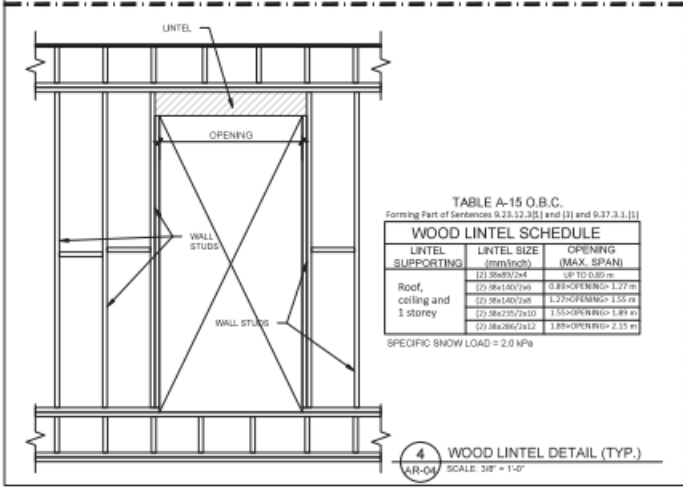 LINTEL
OPENING
WALL
STUDS
WALL STUDS
TABLE A-15 O.B.C.
Forming Part of Sentences 9.23.12.3(1) and (3) and 9.37.3.1.(1)
WOOD LINTEL SCHEDULE
LINTEL SUPPORTING LINTEL SIZE (mm/inch) OPENING (MAX. SPAN)
Roof, ceiling and 1 storey
(2) 38x89/2x4 UP TO 0.89 m
(2) 38x140/2x6 0.89>OPENING> 1.27 m
(2) 38x140/2x8 1.27>OPENING> 1.55 m
(2) 38x235/2x10 1.55>OPENING> 1.89 m
(2) 38x286/2x12 1.89>OPENING> 2.15 m
SPECIFIC SNOW LOAD = 2.0 kPa
4 WOOD LINTEL DETAIL (TYP.)
AR-04 SCALE: 3/8" = 1'-0"